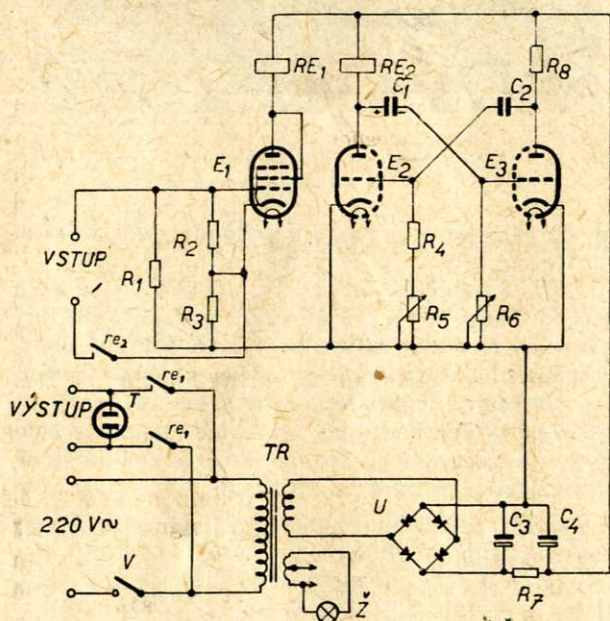 RE₁
RE₂
R₈
C₁
C₂
+
–
E₁
E₂
E₃
VSTUP
R₁
R₂
R₃
R₄
R₅
R₆
re₂
VÝSTUP
T
re₁
re₁
TR
220 V~
V
U
C₃
C₄
R₇
Ž